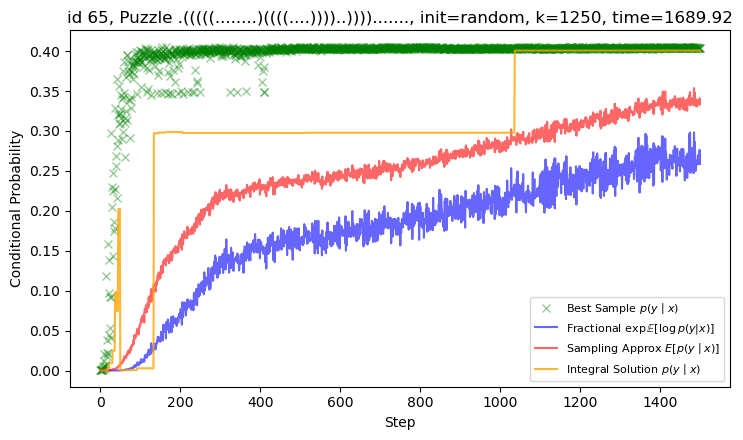 id 65, Puzzle .(((((........)((((....))))..))))......., init=random, k=1250, time=1689.92
Conditional Probability
0.40
0.35
0.30
0.25
0.20
0.15
0.10
0.05
0.00
Best Sample p(y | x)
Fractional exp 𝔼[log p(y|x)]
Sampling Approx E[p(y | x)]
Integral Solution p(y | x)
0 200 400 600 800 1000 1200 1400
Step